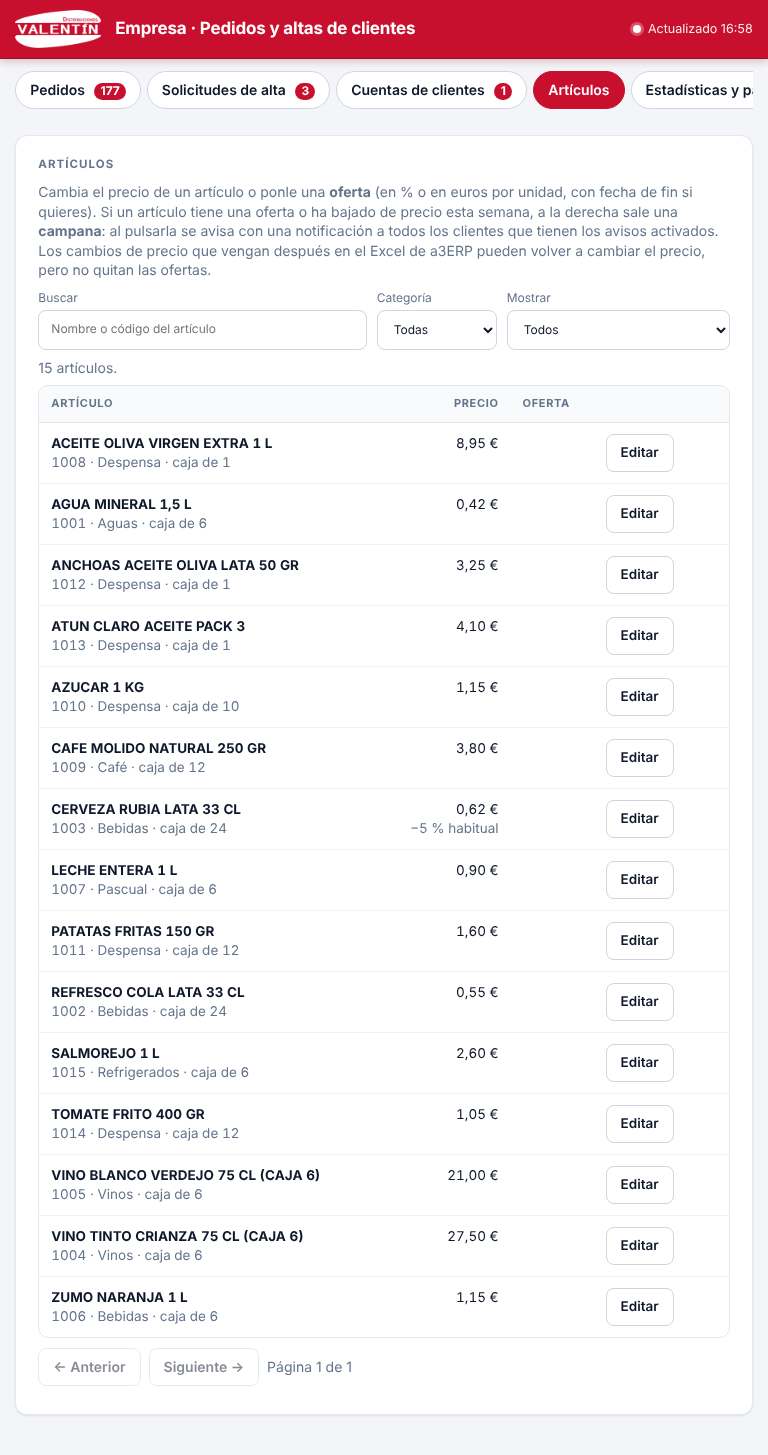 Distribuciones
VALENTÍN
Empresa · Pedidos y altas de clientes
Actualizado 16:58
Pedidos 177
Solicitudes de alta 3
Cuentas de cliente 1
Artículos
Estadísticas y pa
ARTÍCULOS
Cambia el precio de un artículo o ponle una oferta (en % o en euros por unidad, con fecha de fin si
quieres). Si un artículo tiene una oferta o ha bajado de precio esta semana, a la derecha sale una
campana: al pulsarla se avisa con una notificación a todos los clientes que tienen los avisos activados.
Los cambios de precio que vengan después en el Excel de a3ERP pueden volver a cambiar el precio,
pero no quitan las ofertas.
Buscar Categoría Mostrar
Nombre o código del artículo Todas Todos
15 artículos.
ARTÍCULO PRECIO OFERTA
ACEITE OLIVA VIRGEN EXTRA 1 L 8,95 € Editar
1008 · Despensa · caja de 1
AGUA MINERAL 1,5 L 0,42 € Editar
1001 · Aguas · caja de 6
ANCHOAS ACEITE OLIVA LATA 50 GR 3,25 € Editar
1012 · Despensa · caja de 1
ATUN CLARO ACEITE PACK 3 4,10 € Editar
1013 · Despensa · caja de 1
AZUCAR 1 KG 1,15 € Editar
1010 · Despensa · caja de 10
CAFE MOLIDO NATURAL 250 GR 3,80 € Editar
1009 · Café · caja de 12
CERVEZA RUBIA LATA 33 CL 0,62 € Editar
1003 · Bebidas · caja de 24 −5 % habitual
LECHE ENTERA 1 L 0,90 € Editar
1007 · Pascual · caja de 6
PATATAS FRITAS 150 GR 1,60 € Editar
1011 · Despensa · caja de 12
REFRESCO COLA LATA 33 CL 0,55 € Editar
1002 · Bebidas · caja de 24
SALMOREJO 1 L 2,60 € Editar
1015 · Refrigerados · caja de 6
TOMATE FRITO 400 GR 1,05 € Editar
1014 · Despensa · caja de 12
VINO BLANCO VERDEJO 75 CL (CAJA 6) 21,00 € Editar
1005 · Vinos · caja de 6
VINO TINTO CRIANZA 75 CL (CAJA 6) 27,50 € Editar
1004 · Vinos · caja de 6
ZUMO NARANJA 1 L 1,15 € Editar
1006 · Bebidas · caja de 6
← Anterior Siguiente → Página 1 de 1